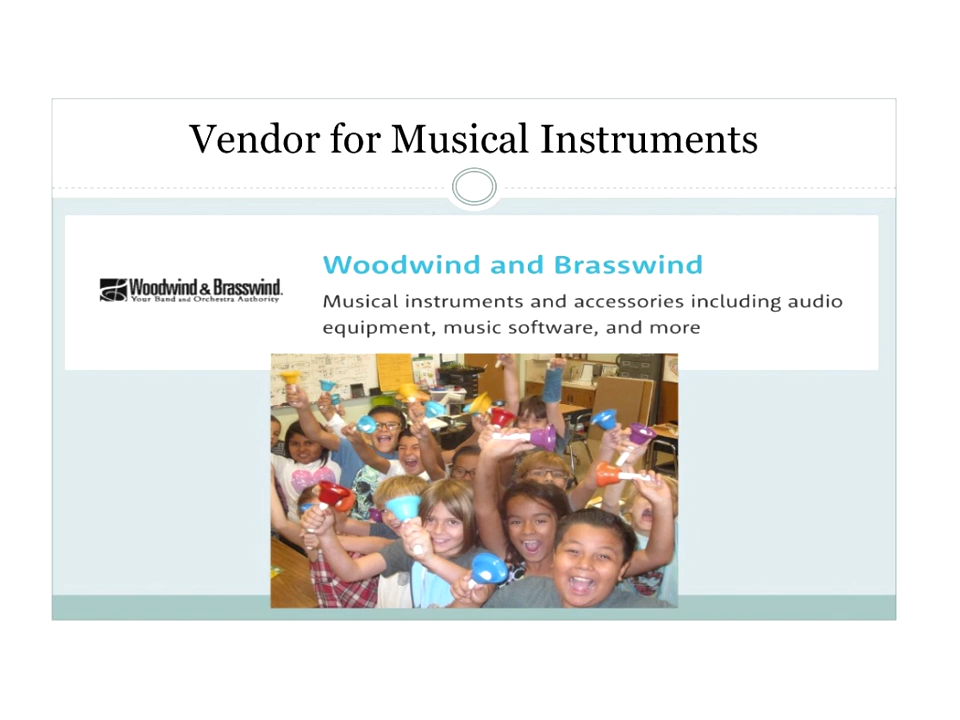 Vendor for Musical Instruments
Woodwind and Brasswind
Woodwind & Brasswind.
Your Band and Orchestra Authority
Musical instruments and accessories including audio
equipment, music software, and more